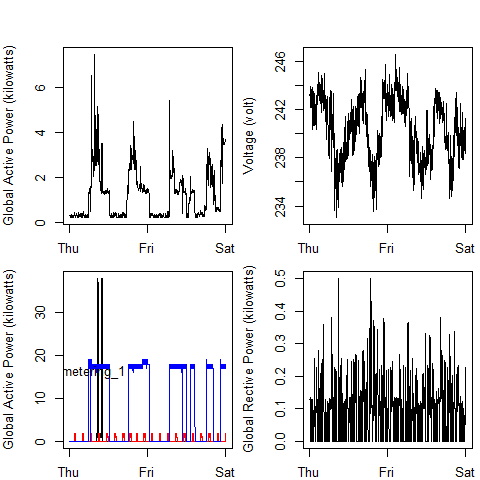 Global Active Power (kilowatts)
0 2 4 6
Thu Fri Sat
Voltage (volt)
234 238 242 246
Thu Fri Sat
Global Active Power (kilowatts)
0 10 20 30
metering_1
Thu Fri Sat
Global Rective Power (kilowatts)
0.0 0.1 0.2 0.3 0.4 0.5
Thu Fri Sat